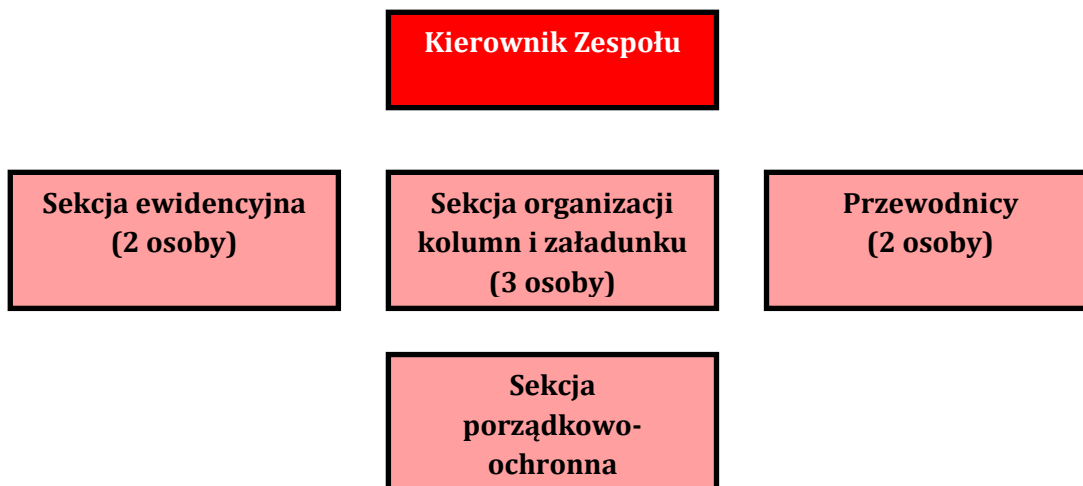 Kierownik Zespołu
Sekcja ewidencyjna
(2 osoby)
Sekcja organizacji
kolumn i załadunku
(3 osoby)
Przewodnicy
(2 osoby)
Sekcja
porządkowo-
ochronna